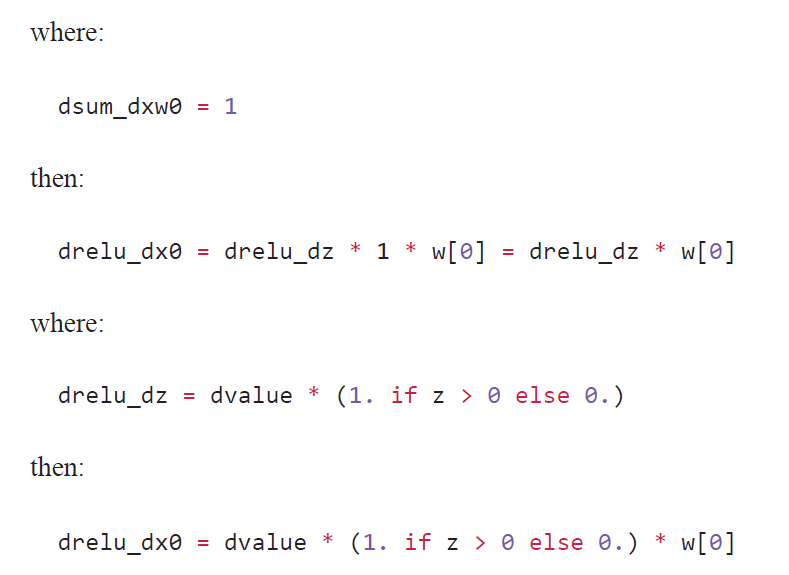 where:
dsum_dxw0 = 1
then:
drelu_dx0 = drelu_dz * 1 * w[0] = drelu_dz * w[0]
where:
drelu_dz = dvalue * (1. if z > 0 else 0.)
then:
drelu_dx0 = dvalue * (1. if z > 0 else 0.) * w[0]